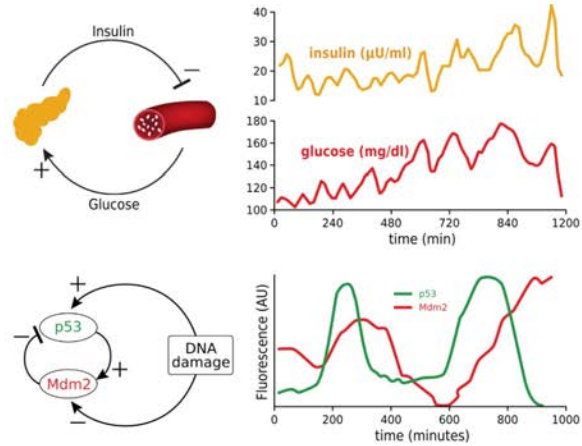 Insulin
−
+
Glucose
40
30
20
10
insulin (μU/ml)
180
160
140
120
100
glucose (mg/dl)
0 240 480 720 840 1200
time (min)
+
p53
−
+
Mdm2
−
DNA
damage
Fluorescence (AU)
p53
Mdm2
0 200 400 600 800 1000
time (minutes)